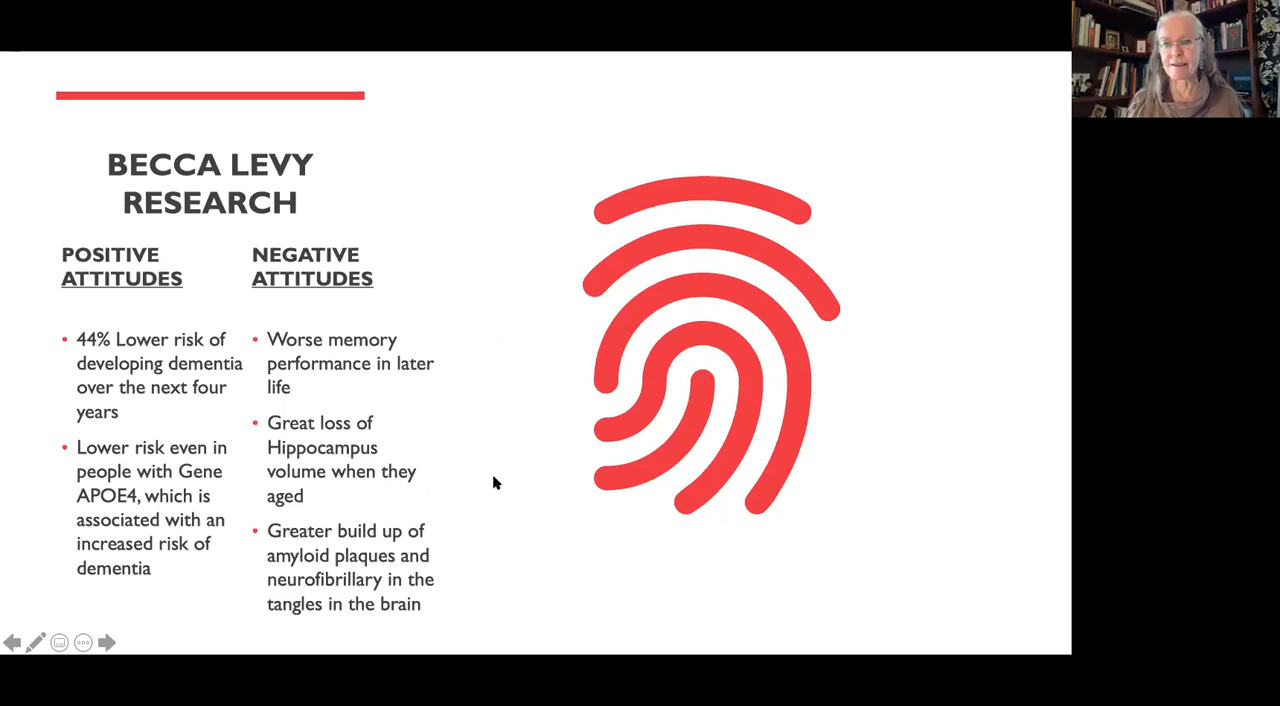 BECCA LEVY
RESEARCH
POSITIVE
ATTITUDES
• 44% Lower risk of
developing dementia
over the next four
years
• Lower risk even in
people with Gene
APOE4, which is
associated with an
increased risk of
dementia
NEGATIVE
ATTITUDES
• Worse memory
performance in later
life
• Great loss of
Hippocampus
volume when they
aged
• Greater build up of
amyloid plaques and
neurofibrillary in the
tangles in the brain